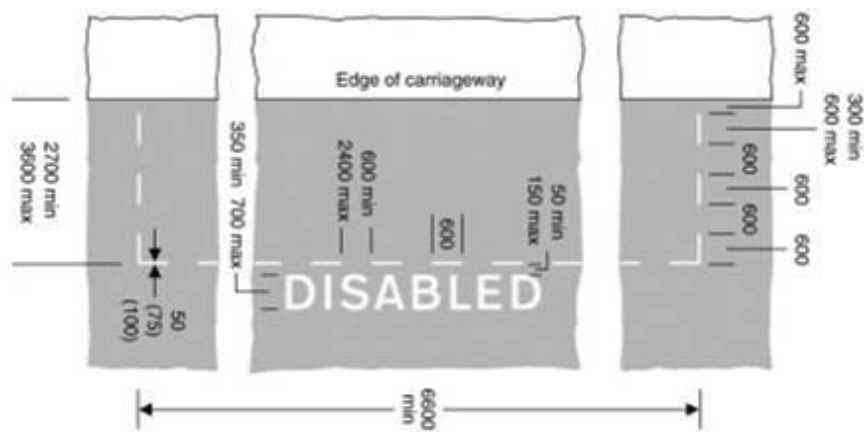 600 max
300 min
600 max
Edge of carriageway
350 min 700 max
600 min
2400 max
600
50 min
150 max
600
600
600
600
2700 min
3600 max
DISABLED
50
(75)
(100)
6600
min